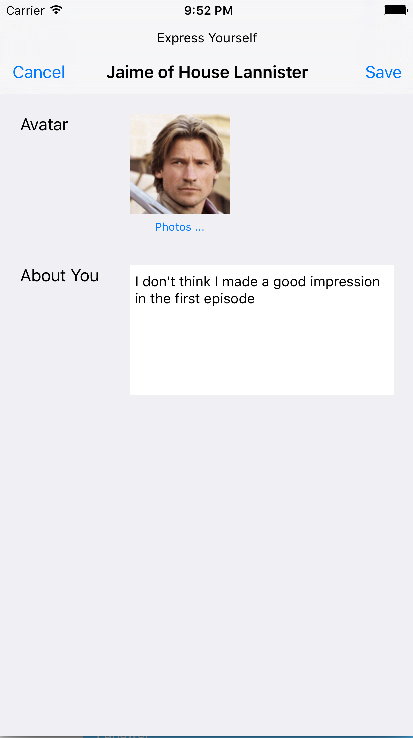 Carrier 9:52 PM
Express Yourself
Cancel Jaime of House Lannister Save
Avatar
Photos ...
About You
I don't think I made a good impression
in the first episode